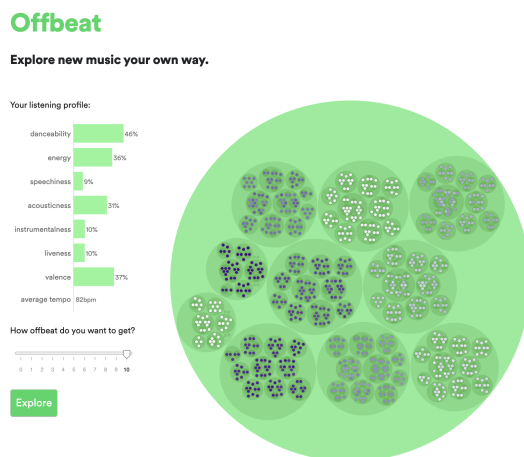 Offbeat
Explore new music your own way.
Your listening profile:
danceability 46%
energy 36%
speechiness 9%
acousticness 31%
instrumentalness 10%
liveness 10%
valence 37%
average tempo 82bpm
How offbeat do you want to get?
0 1 2 3 4 5 6 7 8 9 10
Explore